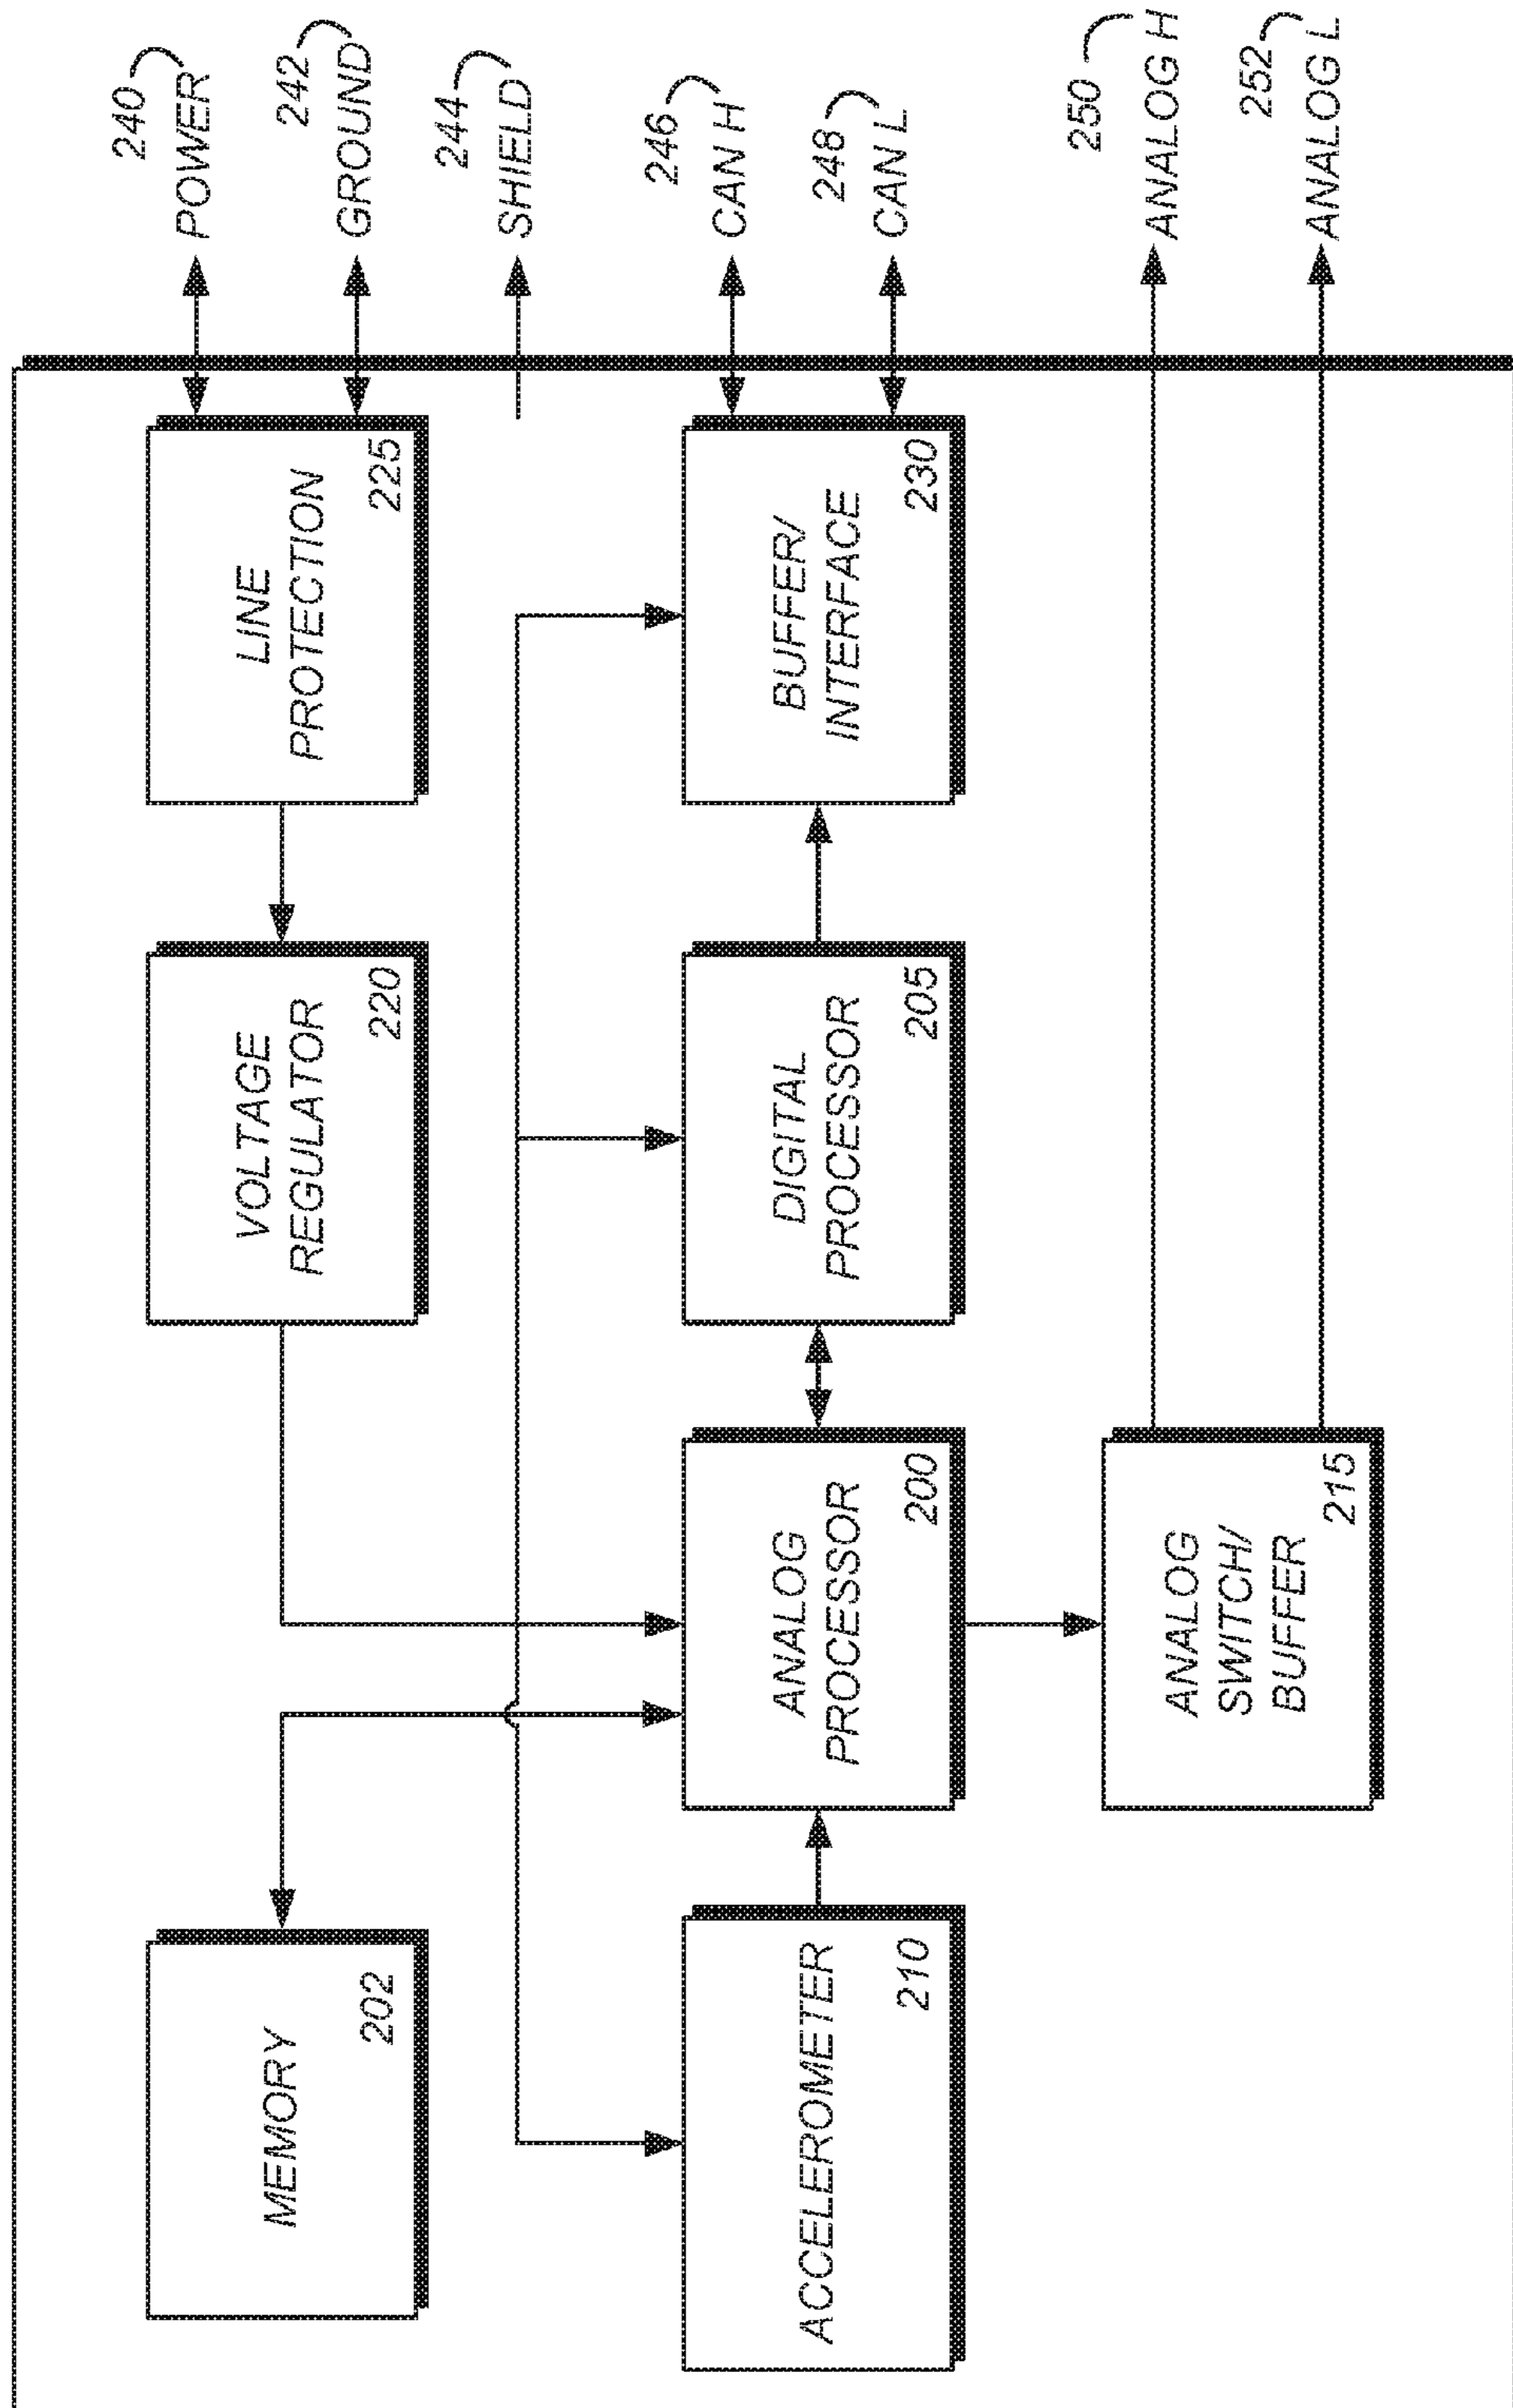 MEMORY
202
VOLTAGE
REGULATOR
220
LINE
PROTECTION
225
240
POWER
242
GROUND
244
SHIELD
ACCELEROMETER
210
ANALOG
PROCESSOR
200
DIGITAL
PROCESSOR
205
BUFFER/
INTERFACE
230
246
CAN H
248
CAN L
ANALOG
SWITCH/
BUFFER
215
250
ANALOG H
252
ANALOG L